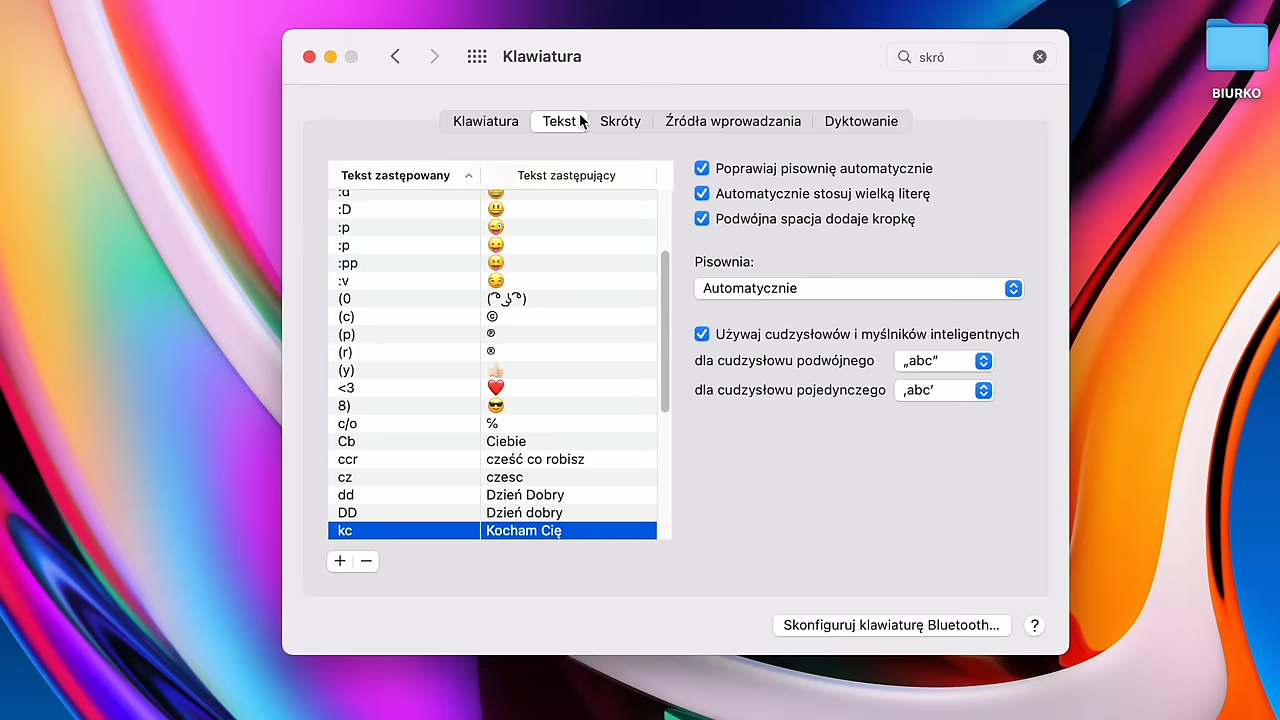 Klawiatura
skró
BIURKO
Klawiatura Tekst Skróty Źródła wprowadzania Dyktowanie
Tekst zastępowany Tekst zastępujący
:d 😄
:D 😃
:p 😜
:p 😛
:pp 😝
:v 😏
(0 ( ͡° ͜ʖ ͡°)
(c) ©
(p) ℗
(r) ®
(y) 👍🏻
<3 ❤️
8) 😎
c/o ℅
Cb Ciebie
ccr cześć co robisz
cz czesc
dd Dzień Dobry
DD Dzień dobry
kc Kocham Cię
+ −
Poprawiaj pisownię automatycznie
Automatycznie stosuj wielką literę
Podwójna spacja dodaje kropkę
Pisownia:
Automatycznie
Używaj cudzysłowów i myślników inteligentnych
dla cudzysłowu podwójnego „abc”
dla cudzysłowu pojedynczego ‚abc’
Skonfiguruj klawiaturę Bluetooth... ?